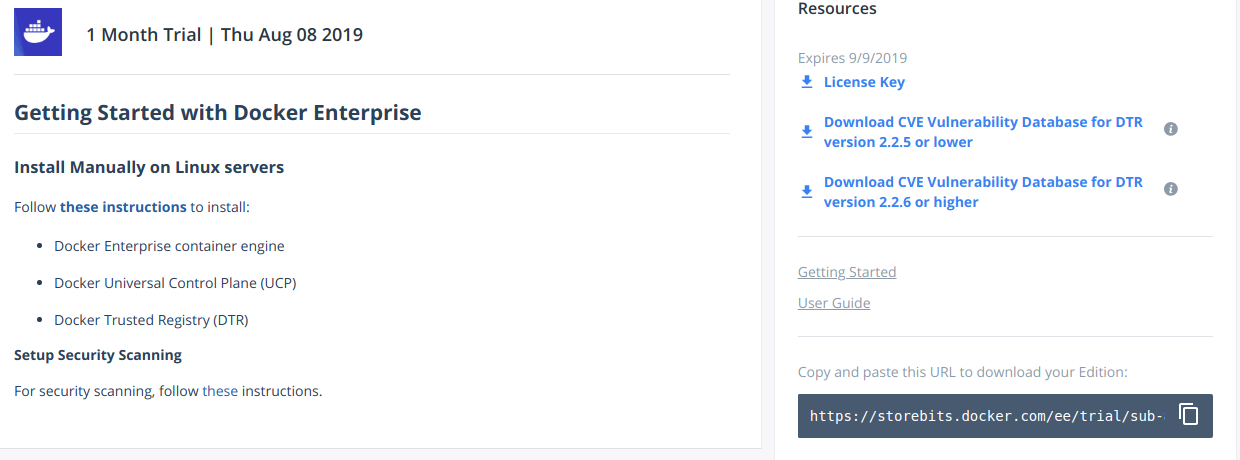 1 Month Trial | Thu Aug 08 2019
Getting Started with Docker Enterprise
Install Manually on Linux servers
Follow these instructions to install:
Docker Enterprise container engine
Docker Universal Control Plane (UCP)
Docker Trusted Registry (DTR)
Setup Security Scanning
For security scanning, follow these instructions.
Resources
Expires 9/9/2019
License Key
Download CVE Vulnerability Database for DTR
version 2.2.5 or lower
Download CVE Vulnerability Database for DTR
version 2.2.6 or higher
Getting Started
User Guide
Copy and paste this URL to download your Edition:
https://storebits.docker.com/ee/trial/sub-